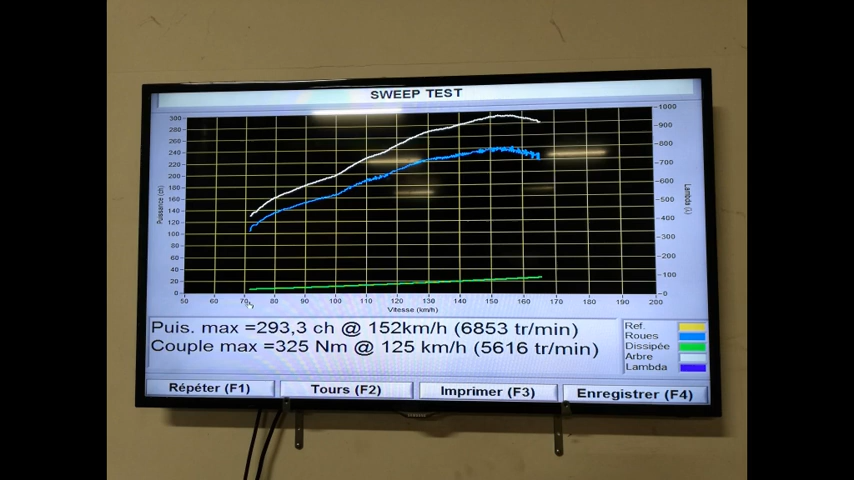 SWEEP TEST
300
280
260
240
220
200
180
160
140
120
100
80
60
40
20
0
Puissance (ch)
1000
900
800
700
600
500
400
300
200
100
0
Lambda (L)
50 60 70 80 90 100 110 120 130 140 150 160 170 180 190 200
Vitesse (km/h)
Puis. max =293,3 ch @ 152km/h (6853 tr/min)
Couple max =325 Nm @ 125 km/h (5616 tr/min)
Ref.
Roues
Dissipée
Arbre
Lambda
Répéter (F1) Tours (F2) Imprimer (F3) Enregistrer (F4)
SAMSUNG